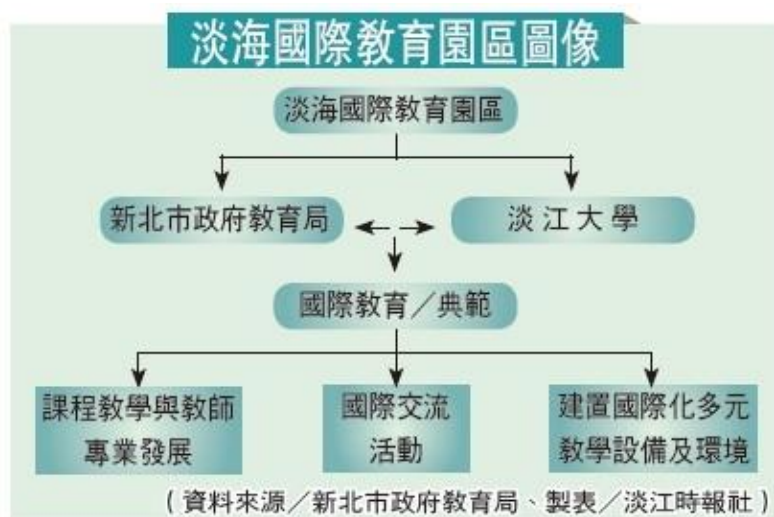 淡海國際教育園區圖像
淡海國際教育園區
新北市政府教育局
淡江大學
國際教育／典範
課程教學與教師
專業發展
國際交流
活動
建置國際化多元
教學設備及環境
（資料來源／新北市政府教育局、製表／淡江時報社）